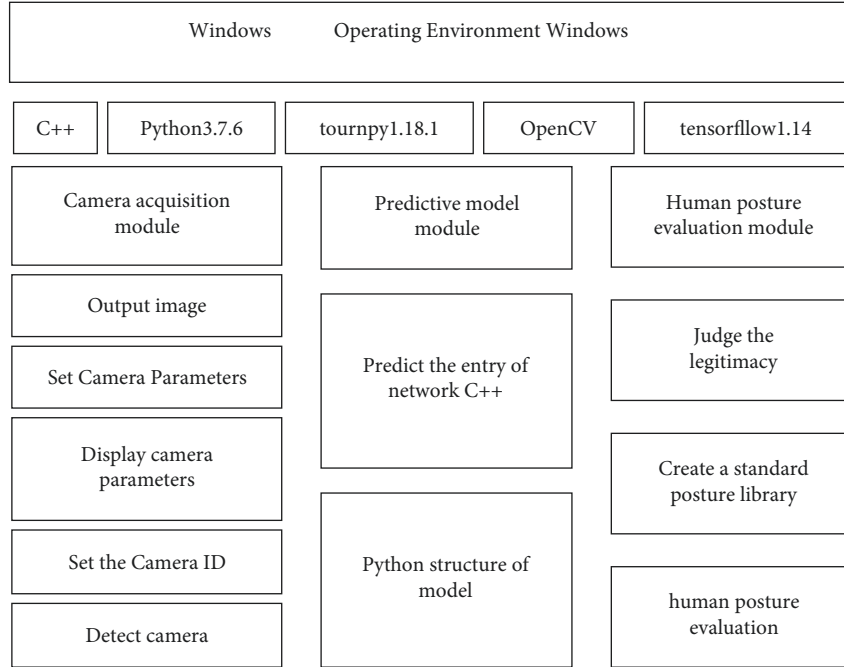 Windows Operating Environment Windows
C++ Python3.7.6 tournpy1.18.1 OpenCV tensorfllow1.14
Camera acquisition
module
Output image
Set Camera Parameters
Display camera
parameters
Set the Camera ID
Detect camera
Predictive model
module
Predict the entry of
network C++
Python structure of
model
Human posture
evaluation module
Judge the
legitimacy
Create a standard
posture library
human posture
evaluation